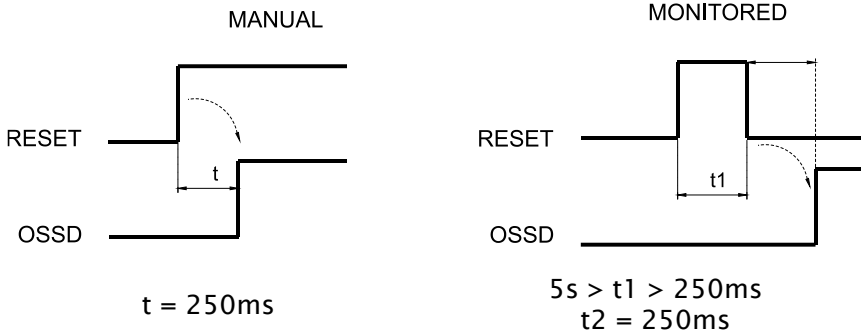 MANUAL
RESET
t
OSSD
t = 250ms
MONITORED
RESET
t1
OSSD
5s > t1 > 250ms
t2 = 250ms